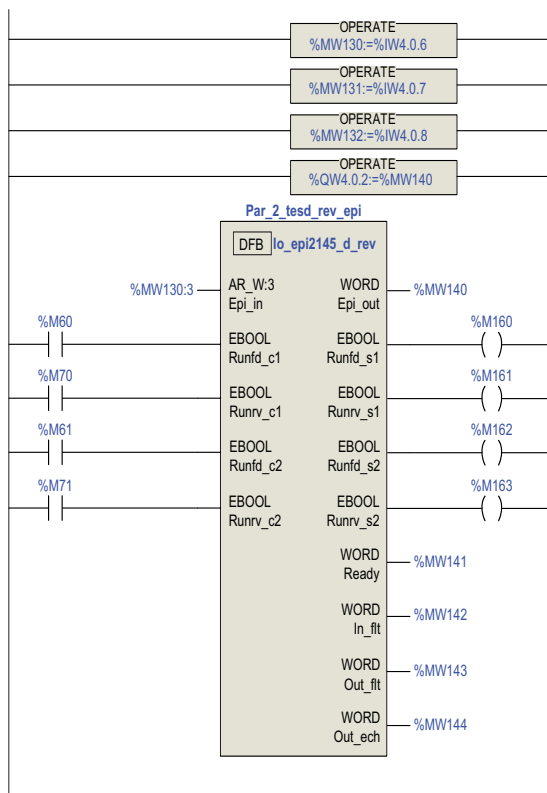 OPERATE
%MW130:=%IW4.0.6
OPERATE
%MW131:=%IW4.0.7
OPERATE
%MW132:=%IW4.0.8
OPERATE
%QW4.0.2:=%MW140
Par_2_tesd_rev_epi
DFB Io_epi2145_d_rev
%MW130:3 AR_W:3 WORD %MW140
Epi_in Epi_out
%M60 EBOOL EBOOL %M160
Runfd_c1 Runfd_s1
%M70 EBOOL EBOOL %M161
Runrv_c1 Runrv_s1
%M61 EBOOL EBOOL %M162
Runfd_c2 Runfd_s2
%M71 EBOOL EBOOL %M163
Runrv_c2 Runrv_s2
WORD %MW141
Ready
WORD %MW142
In_flt
WORD %MW143
Out_flt
WORD %MW144
Out_ech